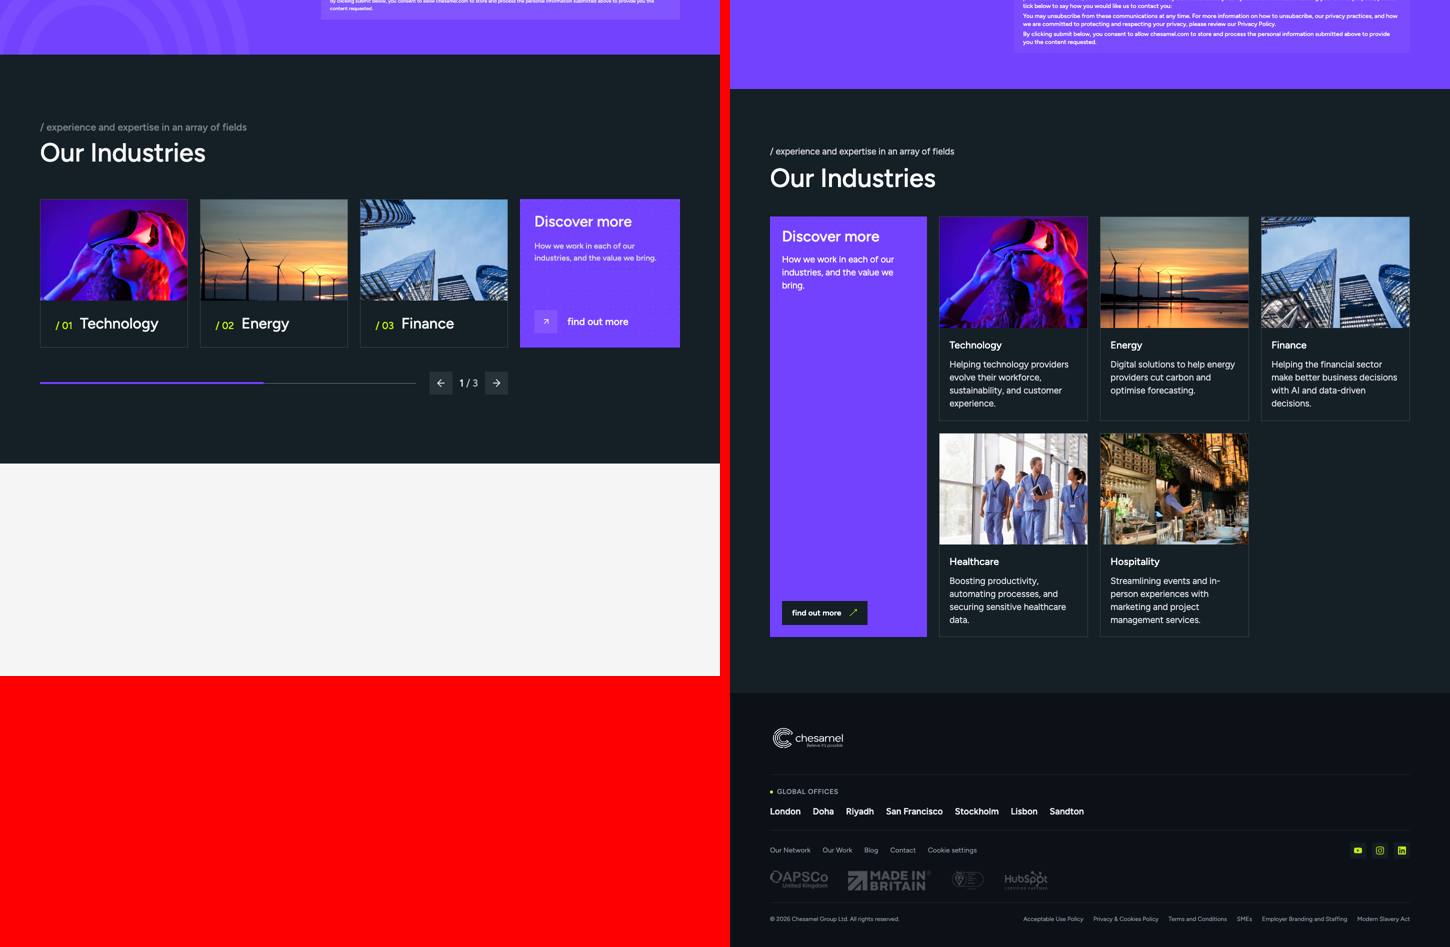 By clicking submit below, you consent to allow chesamel.com to store and process the personal information submitted above to provide you the
content requested.
/ experience and expertise in an array of fields
Our Industries
/ 01 Technology
/ 02 Energy
/ 03 Finance
Discover more
How we work in each of our
industries, and the value we bring.
find out more
1 / 3
tick below to say how you would like us to contact you:
You may unsubscribe from these communications at any time. For more information on how to unsubscribe, our privacy practices, and how
we are committed to protecting and respecting your privacy, please review our Privacy Policy.
By clicking submit below, you consent to allow chesamel.com to store and process the personal information submitted above to provide
you the content requested.
/ experience and expertise in an array of fields
Our Industries
Discover more
How we work in each of our
industries, and the value we
bring.
find out more
Technology
Helping technology providers
evolve their workforce,
sustainability, and customer
experience.
Energy
Digital solutions to help energy
providers cut carbon and
optimise forecasting.
Finance
Helping the financial sector
make better business decisions
with AI and data-driven
decisions.
Healthcare
Boosting productivity,
automating processes, and
securing sensitive healthcare
data.
Hospitality
Streamlining events and in-
person experiences with
marketing and project
management services.
chesamel
Believe it's possible
GLOBAL OFFICES
London Doha Riyadh San Francisco Stockholm Lisbon Sandton
Our Network Our Work Blog Contact Cookie settings
APSCo
United Kingdom
MADE IN
BRITAIN
HubSpot
CERTIFIED PARTNER
© 2026 Chesamel Group Ltd. All rights reserved.
Acceptable Use Policy Privacy & Cookies Policy Terms and Conditions SMEs Employer Branding and Staffing Modern Slavery Act